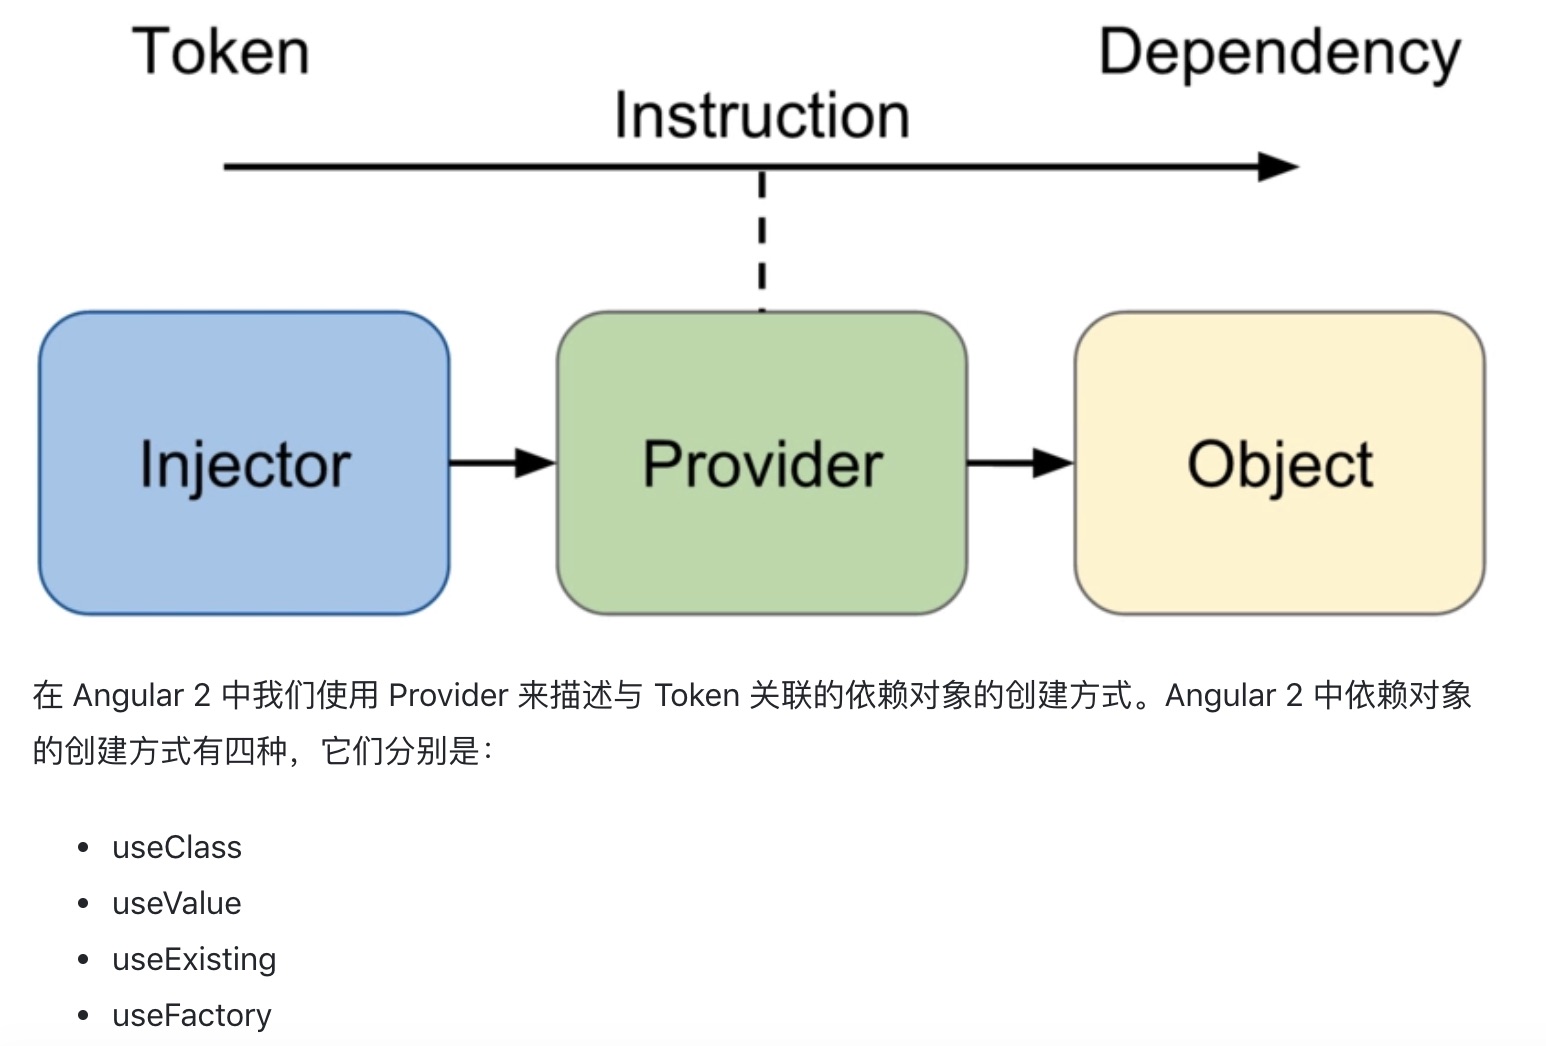 Token
Dependency
Instruction
Injector
Provider
Object
在 Angular 2 中我们使用 Provider 来描述与 Token 关联的依赖对象的创建方式。Angular 2 中依赖对象
的创建方式有四种，它们分别是：
• useClass
• useValue
• useExisting
• useFactory